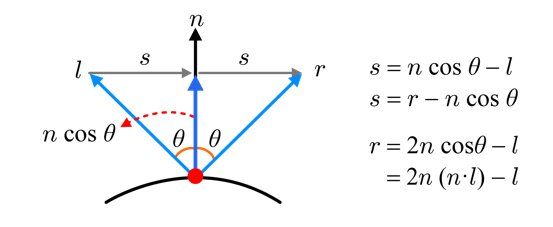 n
s
s
l
r
n cos θ
θ
θ
s = n cos θ – l
s = r – n cos θ
r = 2n cosθ – l
= 2n (n·l) – l